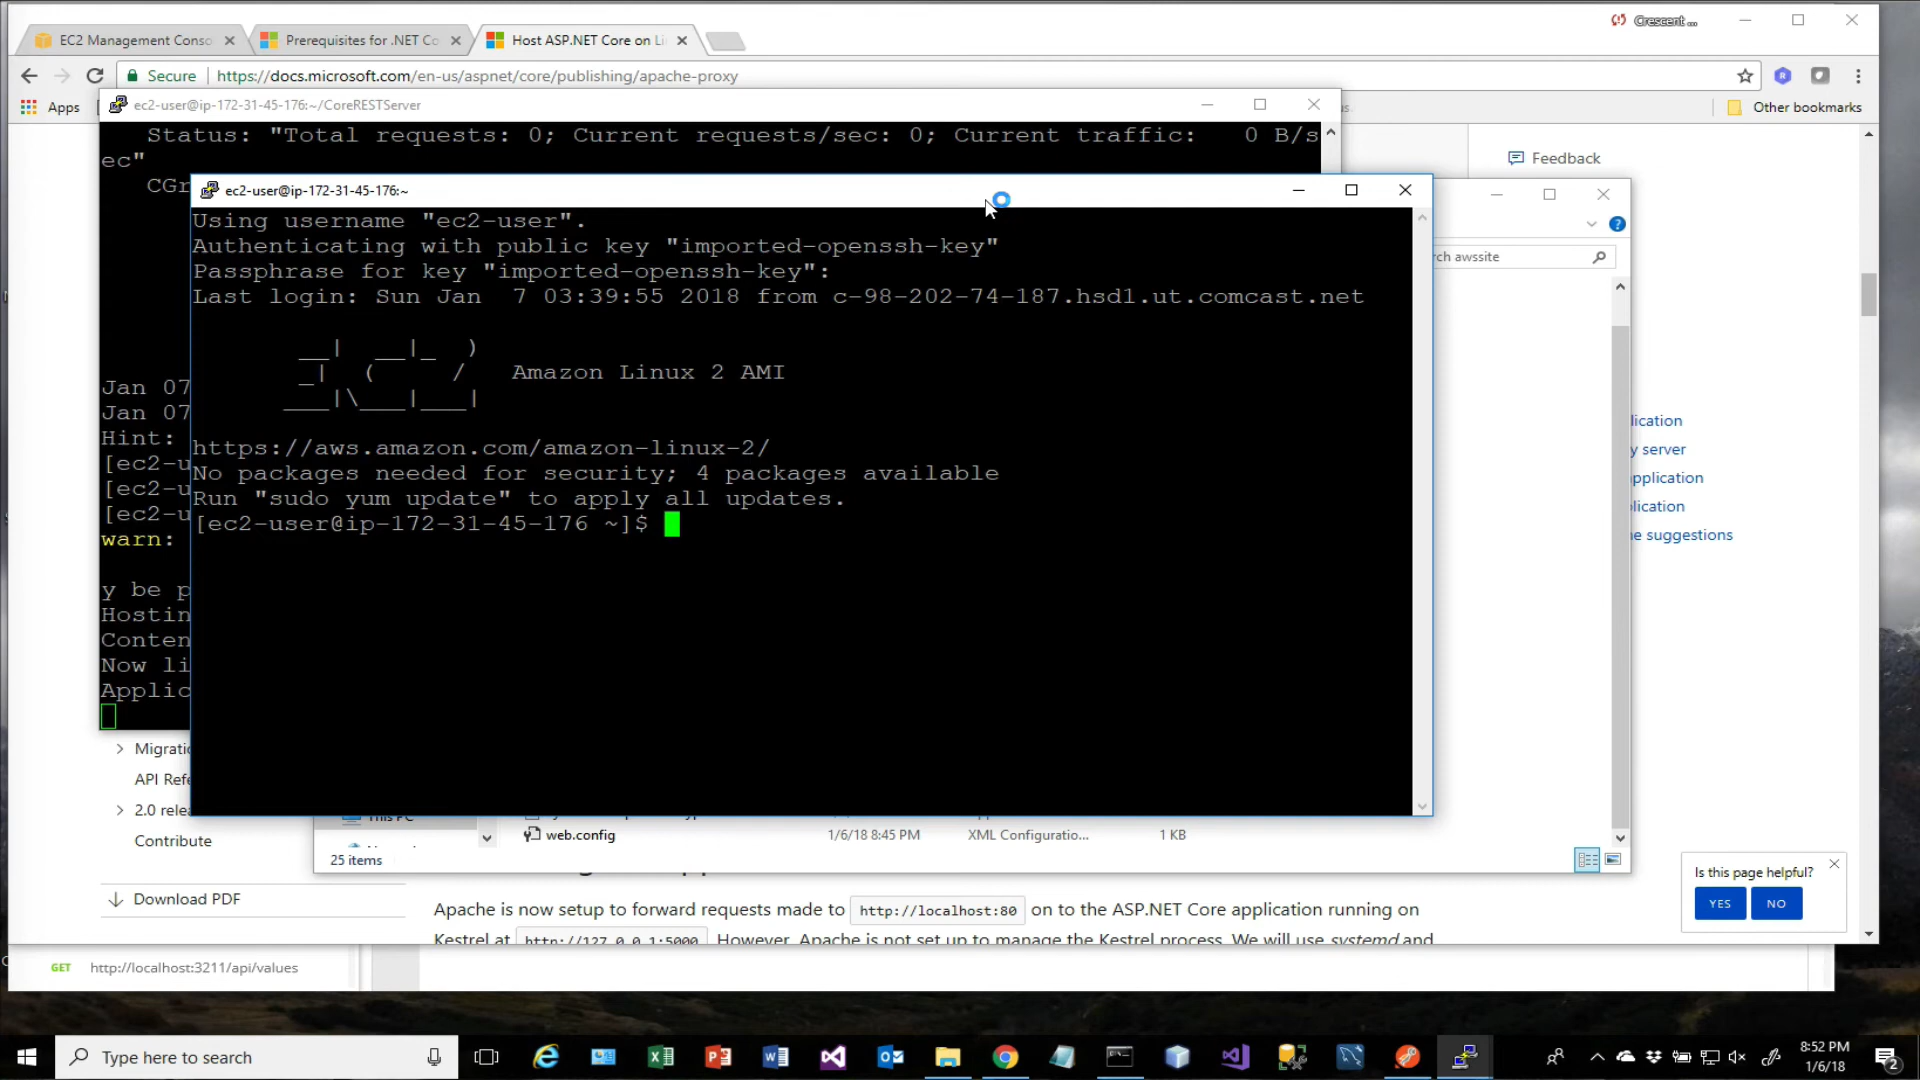 EC2 Management Conso
Prerequisites for .NET Co
Host ASP.NET Core on Li
Crescent ...
Secure
https://docs.microsoft.com/en-us/aspnet/core/publishing/apache-proxy
Apps
Other bookmarks
ec2-user@ip-172-31-45-176:~/CoreRESTServer
Status: "Total requests: 0; Current requests/sec: 0; Current traffic:   0 B/s
ec"
CGr
Feedback
ec2-user@ip-172-31-45-176:~
Using username "ec2-user".
Authenticating with public key "imported-openssh-key"
Passphrase for key "imported-openssh-key":
Last login: Sun Jan  7 03:39:55 2018 from c-98-202-74-187.hsd1.ut.comcast.net
__|  __|_  )
_|  (     /   Amazon Linux 2 AMI
___|\___|___|
https://aws.amazon.com/amazon-linux-2/
No packages needed for security; 4 packages available
Run "sudo yum update" to apply all updates.
[ec2-user@ip-172-31-45-176 ~]$
rch awssite
Jan 07
Jan 07
Hint:
[ec2-u
[ec2-u
[ec2-u
warn:
y be p
Hostin
Conten
Now li
Applic
lication
y server
pplication
lication
e suggestions
Migratio
API Refe
2.0 relea
Contribute
Download PDF
This PC
web.config
1/6/18 8:45 PM
XML Configuratio...
1 KB
25 items
Is this page helpful?
YES
NO
Apache is now setup to forward requests made to http://localhost:80 on to the ASP.NET Core application running on
Kestrel at http://127.0.0.1:5000. However, Apache is not set up to manage the Kestrel process. We will use systemd and
GET http://localhost:3211/api/values
Type here to search
8:52 PM
1/6/18
2